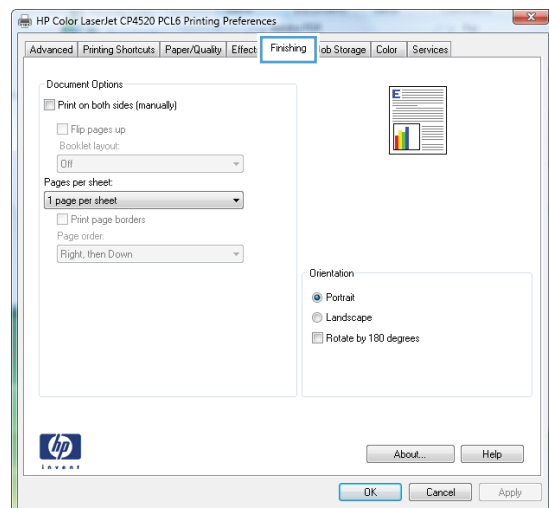 HP Color LaserJet CP4520 PCL6 Printing Preferences
Advanced Printing Shortcuts Paper/Quality Effect Finishing ob Storage Color Services
Document Options
Print on both sides (manually)
Flip pages up
Booklet layout:
Off
Pages per sheet:
1 page per sheet
Print page borders
Page order:
Right, then Down
E
Orientation
Portrait
Landscape
Rotate by 180 degrees
hp
invent
About... Help
OK Cancel Apply